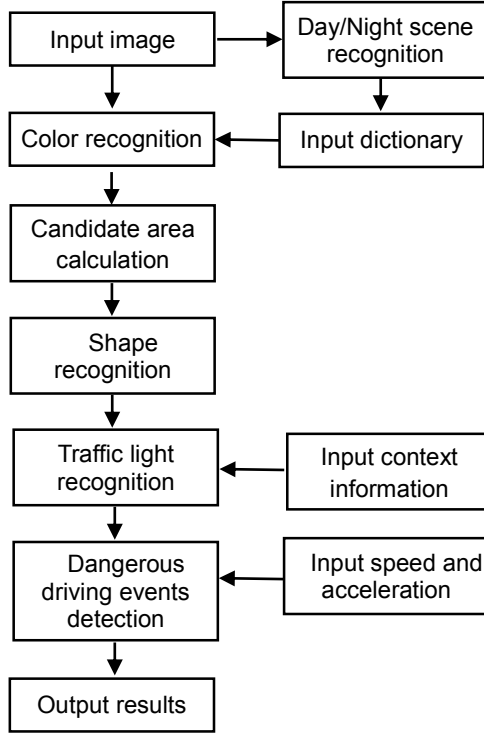 Input image
Day/Night scene
recognition
Color recognition
Input dictionary
Candidate area
calculation
Shape
recognition
Traffic light
recognition
Input context
information
Dangerous
driving events
detection
Input speed and
acceleration
Output results